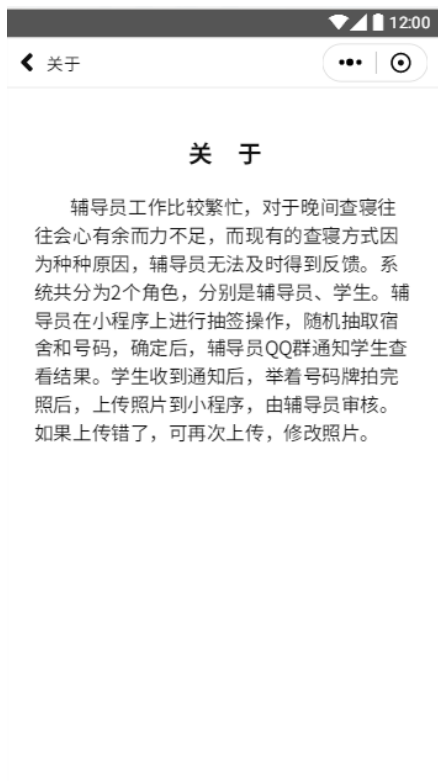 12:00
关于
关 于
辅导员工作比较繁忙，对于晚间查寝往
往会心有余而力不足，而现有的查寝方式因
为种种原因，辅导员无法及时得到反馈。系
统共分为2个角色，分别是辅导员、学生。辅
导员在小程序上进行抽签操作，随机抽取宿
舍和号码，确定后，辅导员QQ群通知学生查
看结果。学生收到通知后，举着号码牌拍完
照后，上传照片到小程序，由辅导员审核。
如果上传错了，可再次上传，修改照片。